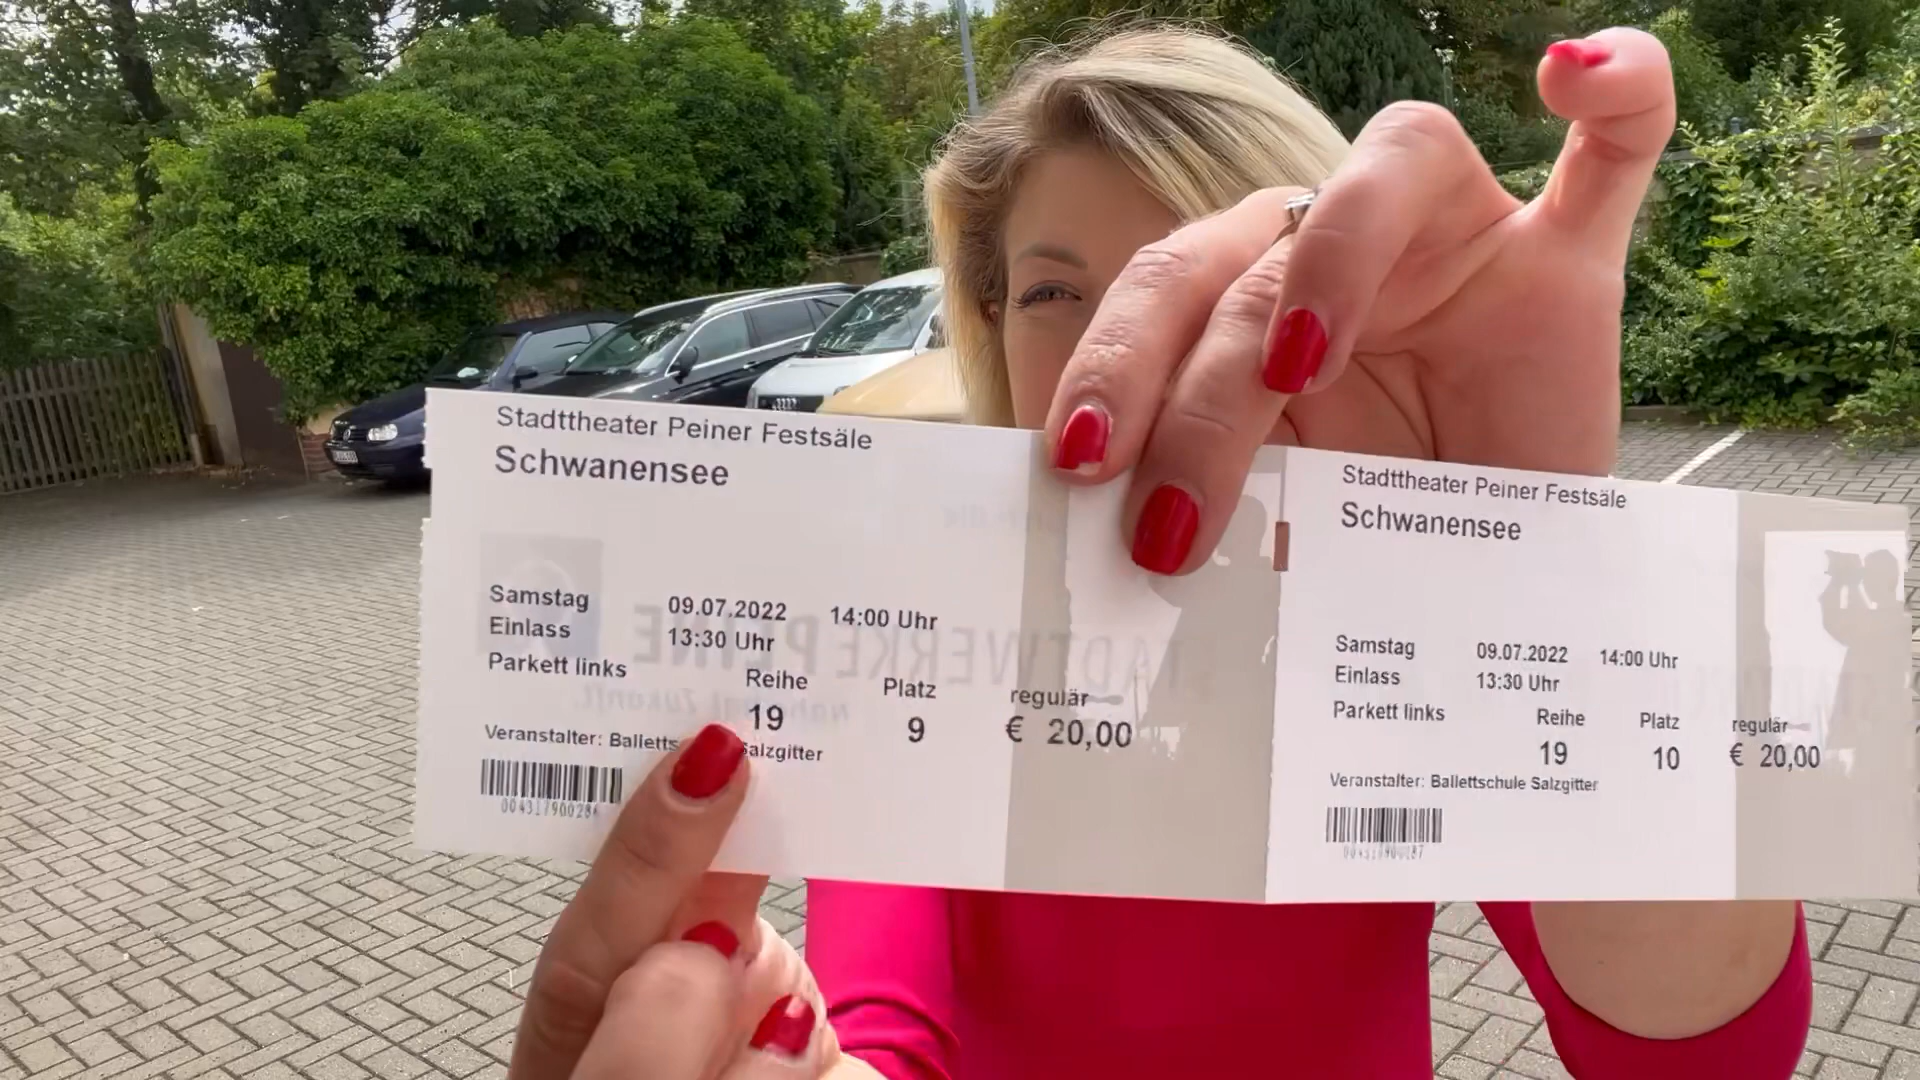 Stadttheater Peiner Festsäle
Schwanensee
Samstag 09.07.2022 14:00 Uhr
Einlass 13:30 Uhr
Parkett links Reihe Platz regulär
19 9 € 20,00
Veranstalter: Salzgitter
Stadttheater Peiner Festsäle
Schwanensee
Samstag 09.07.2022 14:00 Uhr
Einlass 13:30 Uhr
Parkett links Reihe Platz regulär
19 10 € 20,00
Veranstalter: Ballettschule Salzgitter
STADTWERKE PEINE